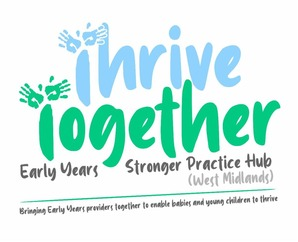 Thrive
Together
Early Years Stronger Practice Hub
(West Midlands)
Bringing Early Years providers together to enable babies and young children to thrive